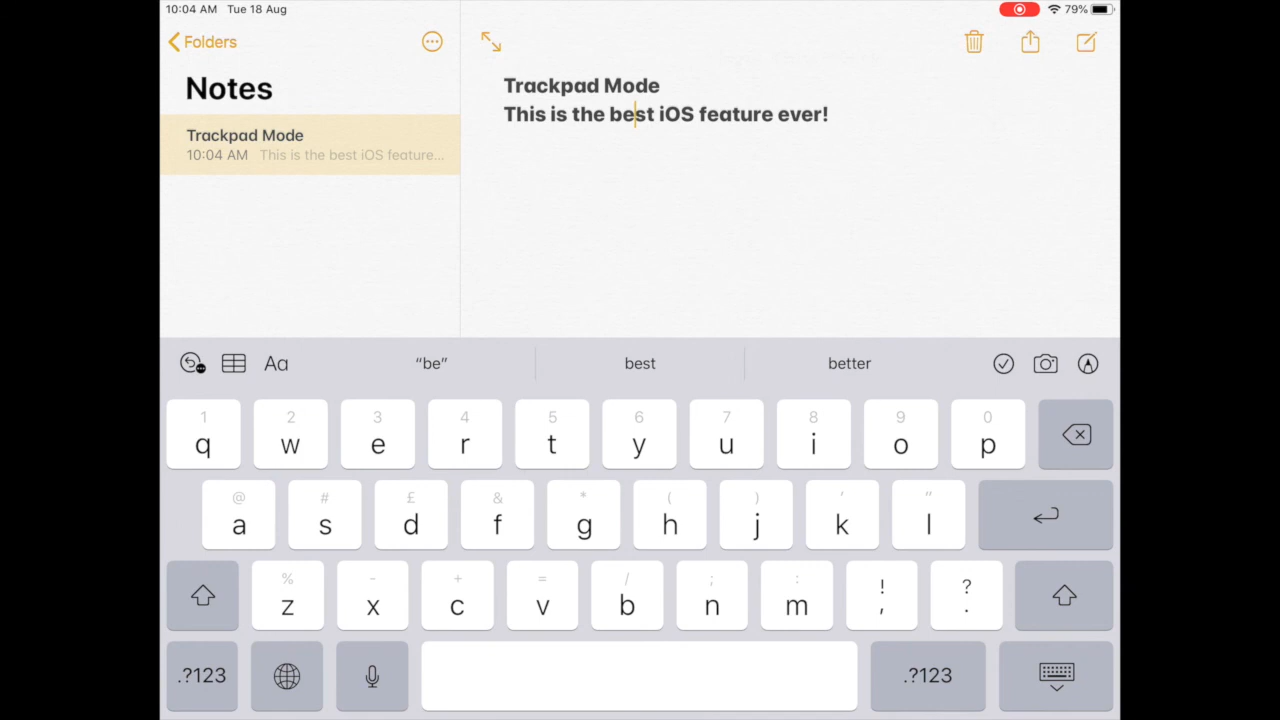 10:04 AM Tue 18 Aug
79%
Folders
Notes
Trackpad Mode
10:04 AM This is the best iOS feature...
Trackpad Mode
This is the best iOS feature ever!
Aa “be” best better
1 2 3 4 5 6 7 8 9 0
q w e r t y u i o p
@ # £ & * ( ) ' "
a s d f g h j k l
% - + = / ; : ! ?
z x c v b n m , .
.?123 .?123